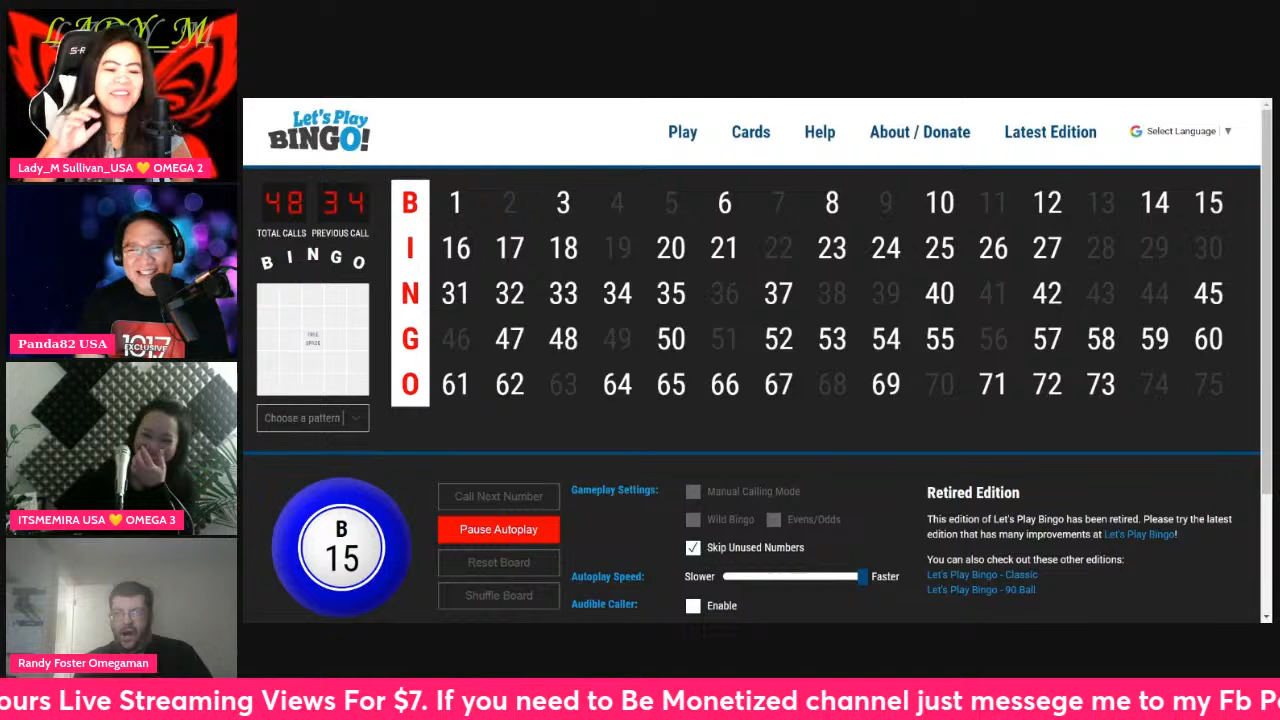 LADY_M
Lady_M Sullivan_USA 💛 OMEGA 2
Panda82 USA
101.7
EXCLUSIVE
ITSMEMIRA USA 💛 OMEGA 3
Randy Foster Omegaman
Let's Play
BINGO!
Play Cards Help About / Donate Latest Edition
G Select Language ▼
48 34
TOTAL CALLS PREVIOUS CALL
B I N G O
FREE
SPACE
Choose a pattern
B 1 2 3 4 5 6 7 8 9 10 11 12 13 14 15
I 16 17 18 19 20 21 22 23 24 25 26 27 28 29 30
N 31 32 33 34 35 36 37 38 39 40 41 42 43 44 45
G 46 47 48 49 50 51 52 53 54 55 56 57 58 59 60
O 61 62 63 64 65 66 67 68 69 70 71 72 73 74 75
B
15
Call Next Number
Pause Autoplay
Reset Board
Shuffle Board
Gameplay Settings:
Manual Calling Mode
Wild Bingo Evens/Odds
Skip Unused Numbers
Autoplay Speed: Slower Faster
Audible Caller: Enable
Retired Edition
This edition of Let's Play Bingo has been retired. Please try the latest
edition that has many improvements at Let's Play Bingo!
You can also check out these other editions:
Let's Play Bingo - Classic
Let's Play Bingo - 90 Ball
ours Live Streaming Views For $7. If you need to Be Monetized channel just messege me to my Fb P